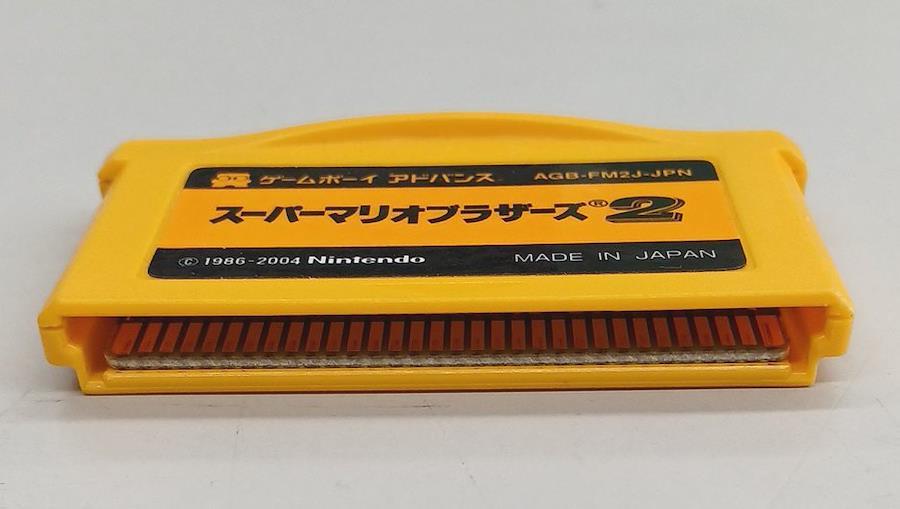 ゲームボーイ アドバンス AGB-FM2J-JPN
スーパーマリオブラザーズ®2
© 1986-2004 Nintendo MADE IN JAPAN